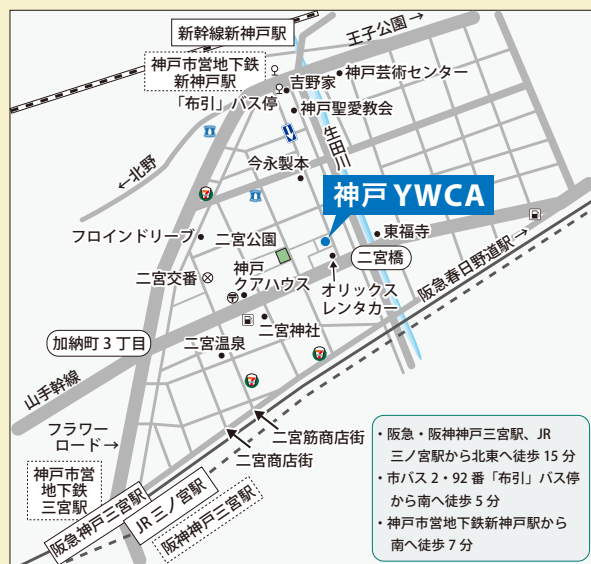 新幹線新神戸駅
王子公園→
神戸市営地下鉄
新神戸駅
吉野家
神戸芸術センター
「布引」バス停
神戸聖愛教会
生田川
←北野
今永製本
神戸 YWCA
フロインドリーブ
二宮公園
東福寺
二宮橋
阪急春日野道駅→
二宮交番
神戸
クアハウス
オリックス
レンタカー
二宮神社
加納町 3 丁目
二宮温泉
山手幹線
フラワー
ロード→
二宮筋商店街
二宮商店街
神戸市営
地下鉄
三宮駅
阪急神戸三宮駅
JR 三ノ宮駅
阪神神戸三宮駅
・阪急・阪神神戸三宮駅、JR
三ノ宮駅から北東へ徒歩 15 分
・市バス 2・92 番「布引」バス停
から南へ徒歩 5 分
・神戸市営地下鉄新神戸駅から
南へ徒歩 7 分